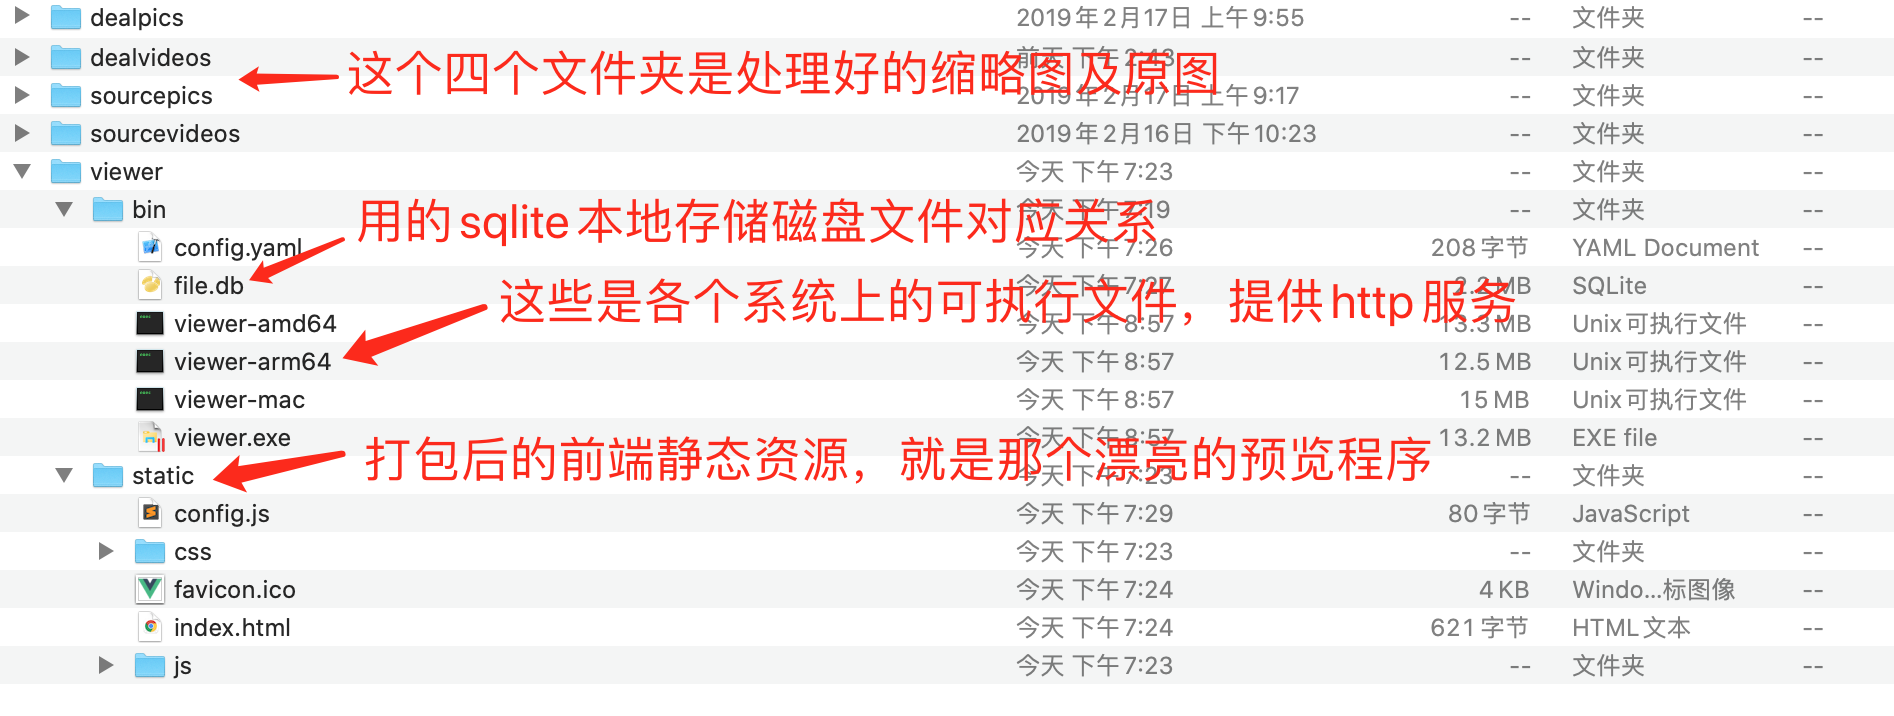 dealpics 2019年2月17日 上午9:55 -- 文件夹 --
dealvideos 前天 下午2:43 -- 文件夹 --
这个四个文件夹是处理好的缩略图及原图
sourcepics 2019年2月17日 上午9:17 -- 文件夹 --
sourcevideos 2019年2月16日 下午10:23 -- 文件夹 --
viewer 今天 下午7:23 -- 文件夹 --
bin 今天 下午7:19 -- 文件夹 --
用的sqlite本地存储磁盘文件对应关系
config.yaml 今天 下午7:26 208字节 YAML Document --
file.db 今天 下午7:27 2.2 MB SQLite --
这些是各个系统上的可执行文件，提供http服务
viewer-amd64 今天 下午8:57 13.3 MB Unix可执行文件 --
viewer-arm64 今天 下午8:57 12.5 MB Unix可执行文件 --
viewer-mac 今天 下午8:57 15 MB Unix可执行文件 --
viewer.exe 今天 下午8:57 13.2 MB EXE file --
打包后的前端静态资源，就是那个漂亮的预览程序
static 今天 下午7:23 -- 文件夹 --
config.js 今天 下午7:29 80字节 JavaScript --
css 今天 下午7:23 -- 文件夹 --
favicon.ico 今天 下午7:24 4 KB Windo...标图像 --
index.html 今天 下午7:24 621字节 HTML文本 --
js 今天 下午7:23 -- 文件夹 --